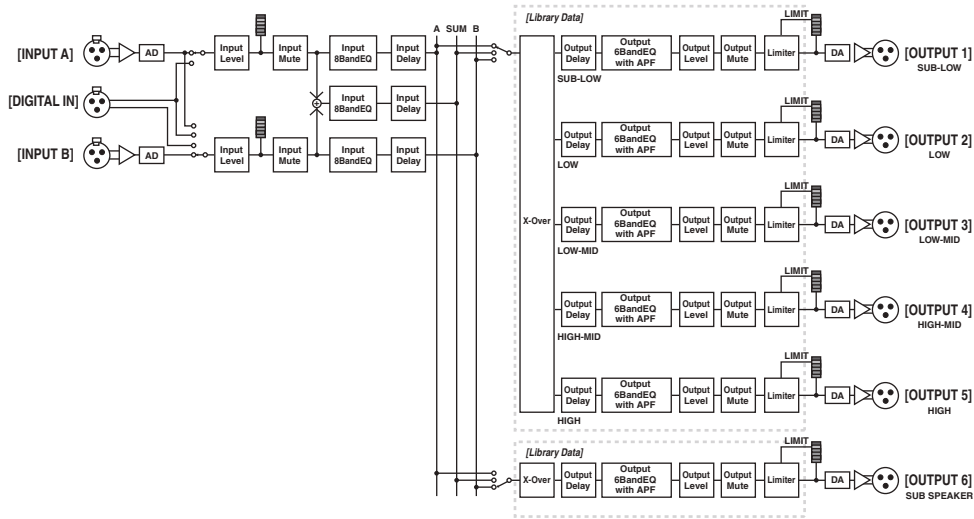 [Library Data]
A SUM B
LIMIT
[INPUT A]
AD
Input Level
Input Mute
Input 8BandEQ
Input Delay
Output Delay
Output 6BandEQ with APF
Output Level
Output Mute
Limiter
DA
[OUTPUT 1]
SUB-LOW
SUB-LOW
[DIGITAL IN]
Input 8BandEQ
Input Delay
LIMIT
[INPUT B]
AD
Input Level
Input Mute
Input 8BandEQ
Input Delay
Output Delay
Output 6BandEQ with APF
Output Level
Output Mute
Limiter
DA
[OUTPUT 2]
LOW
LOW
LIMIT
X-Over
Output Delay
Output 6BandEQ with APF
Output Level
Output Mute
Limiter
DA
[OUTPUT 3]
LOW-MID
LOW-MID
LIMIT
Output Delay
Output 6BandEQ with APF
Output Level
Output Mute
Limiter
DA
[OUTPUT 4]
HIGH-MID
HIGH-MID
LIMIT
Output Delay
Output 6BandEQ with APF
Output Level
Output Mute
Limiter
DA
[OUTPUT 5]
HIGH
HIGH
[Library Data]
LIMIT
X-Over
Output Delay
Output 6BandEQ with APF
Output Level
Output Mute
Limiter
DA
[OUTPUT 6]
SUB SPEAKER